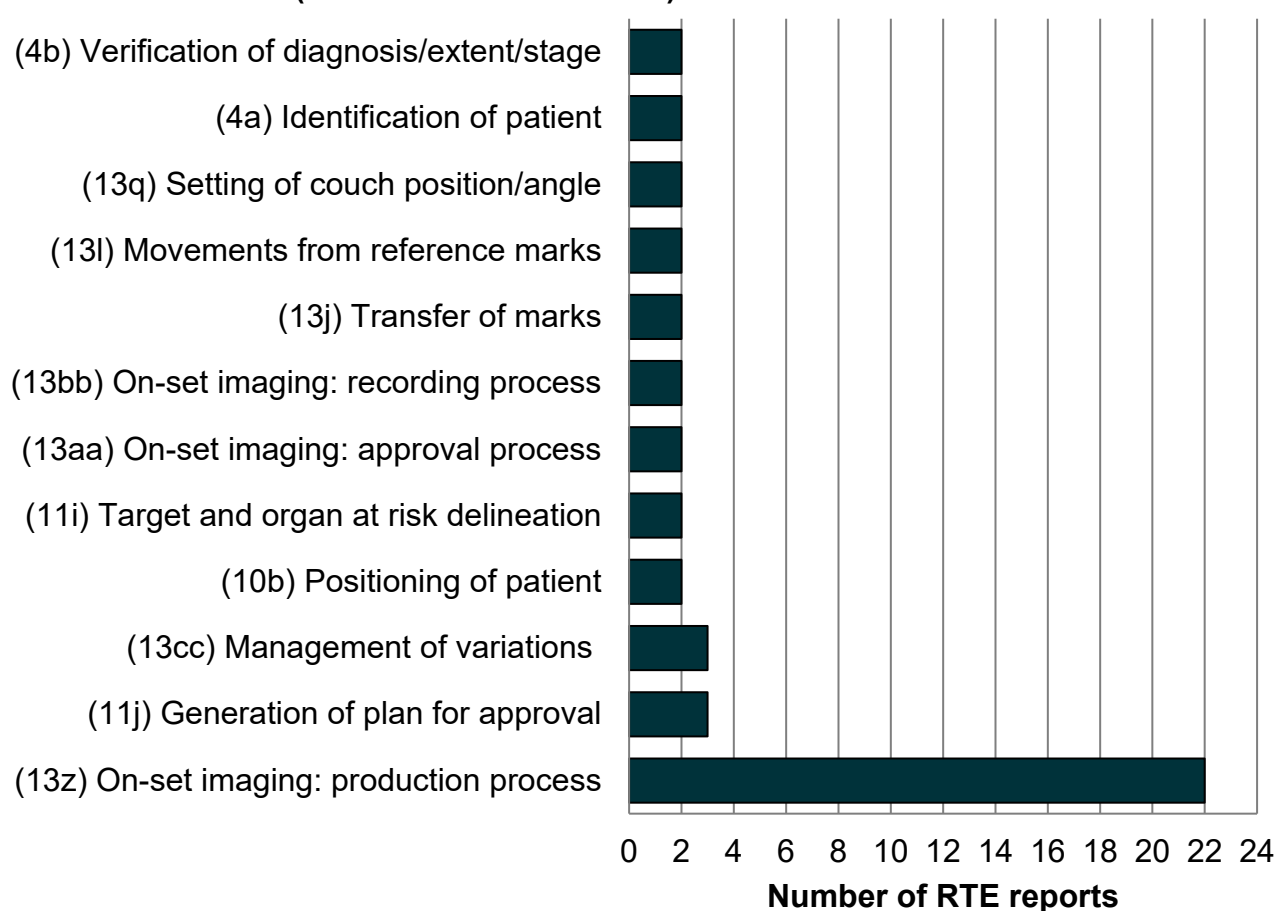 (4b) Verification of diagnosis/extent/stage
(4a) Identification of patient
(13q) Setting of couch position/angle
(13l) Movements from reference marks
(13j) Transfer of marks
(13bb) On-set imaging: recording process
(13aa) On-set imaging: approval process
(11i) Target and organ at risk delineation
(10b) Positioning of patient
(13cc) Management of variations
(11j) Generation of plan for approval
(13z) On-set imaging: production process
0 2 4 6 8 10 12 14 16 18 20 22 24
Number of RTE reports